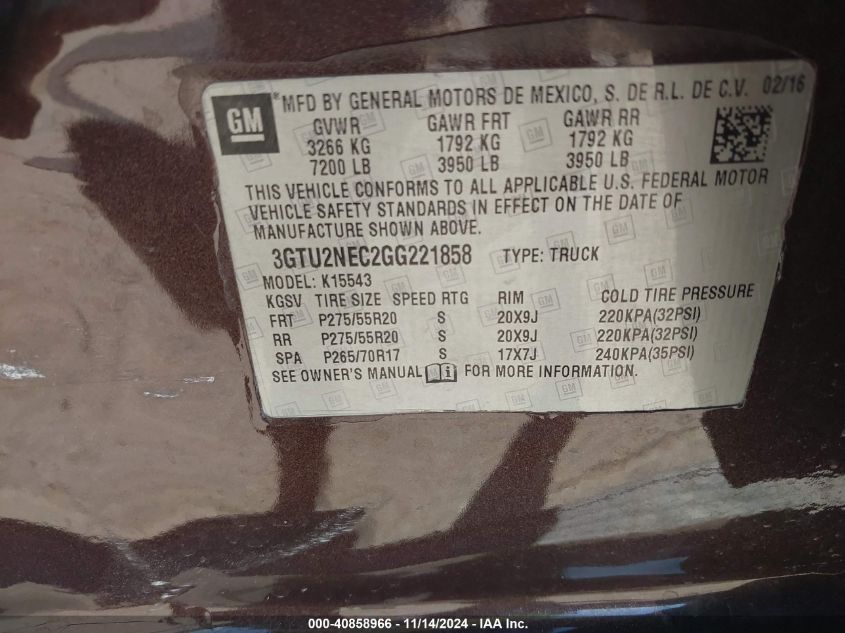 GM
*MFD BY GENERAL MOTORS DE MEXICO, S. DE R.L. DE C.V. 02/16
GVWR GAWR FRT GAWR RR
3266 KG 1792 KG 1792 KG
7200 LB 3950 LB 3950 LB
THIS VEHICLE CONFORMS TO ALL APPLICABLE U.S. FEDERAL MOTOR
VEHICLE SAFETY STANDARDS IN EFFECT ON THE DATE OF
MANUFACTURE SHOWN ABOVE.
3GTU2NEC2GG221858 TYPE: TRUCK
MODEL: K15543
KGSV TIRE SIZE SPEED RTG RIM COLD TIRE PRESSURE
FRT P275/55R20 S 20X9J 220KPA(32PSI)
RR P275/55R20 S 20X9J 220KPA(32PSI)
SPA P265/70R17 S 17X7J 240KPA(35PSI)
SEE OWNER'S MANUAL FOR MORE INFORMATION.
000-40858966 - 11/14/2024 - IAA Inc.